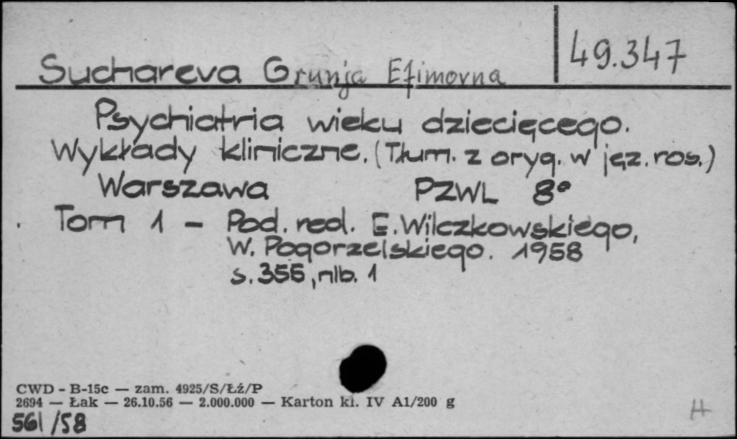 49.347
Suchareva Grunja Efimovna
Psychiatria wieku dziecięcego.
Wykłady kliniczne. (Tłum. z oryg. w jęz. ros.)
Warszawa PZWL 8°
Tom 1 - Pod. red. E. Wilczkowskiego,
W. Pogorzelskiego. 1958
s. 356, nlb. 1
CWD - B-15c — zam. 4925/S/Łź/P
2694 — Łak — 26.10.56 — 2.000.000 — Karton kl. IV A1/200 g
561/58
H